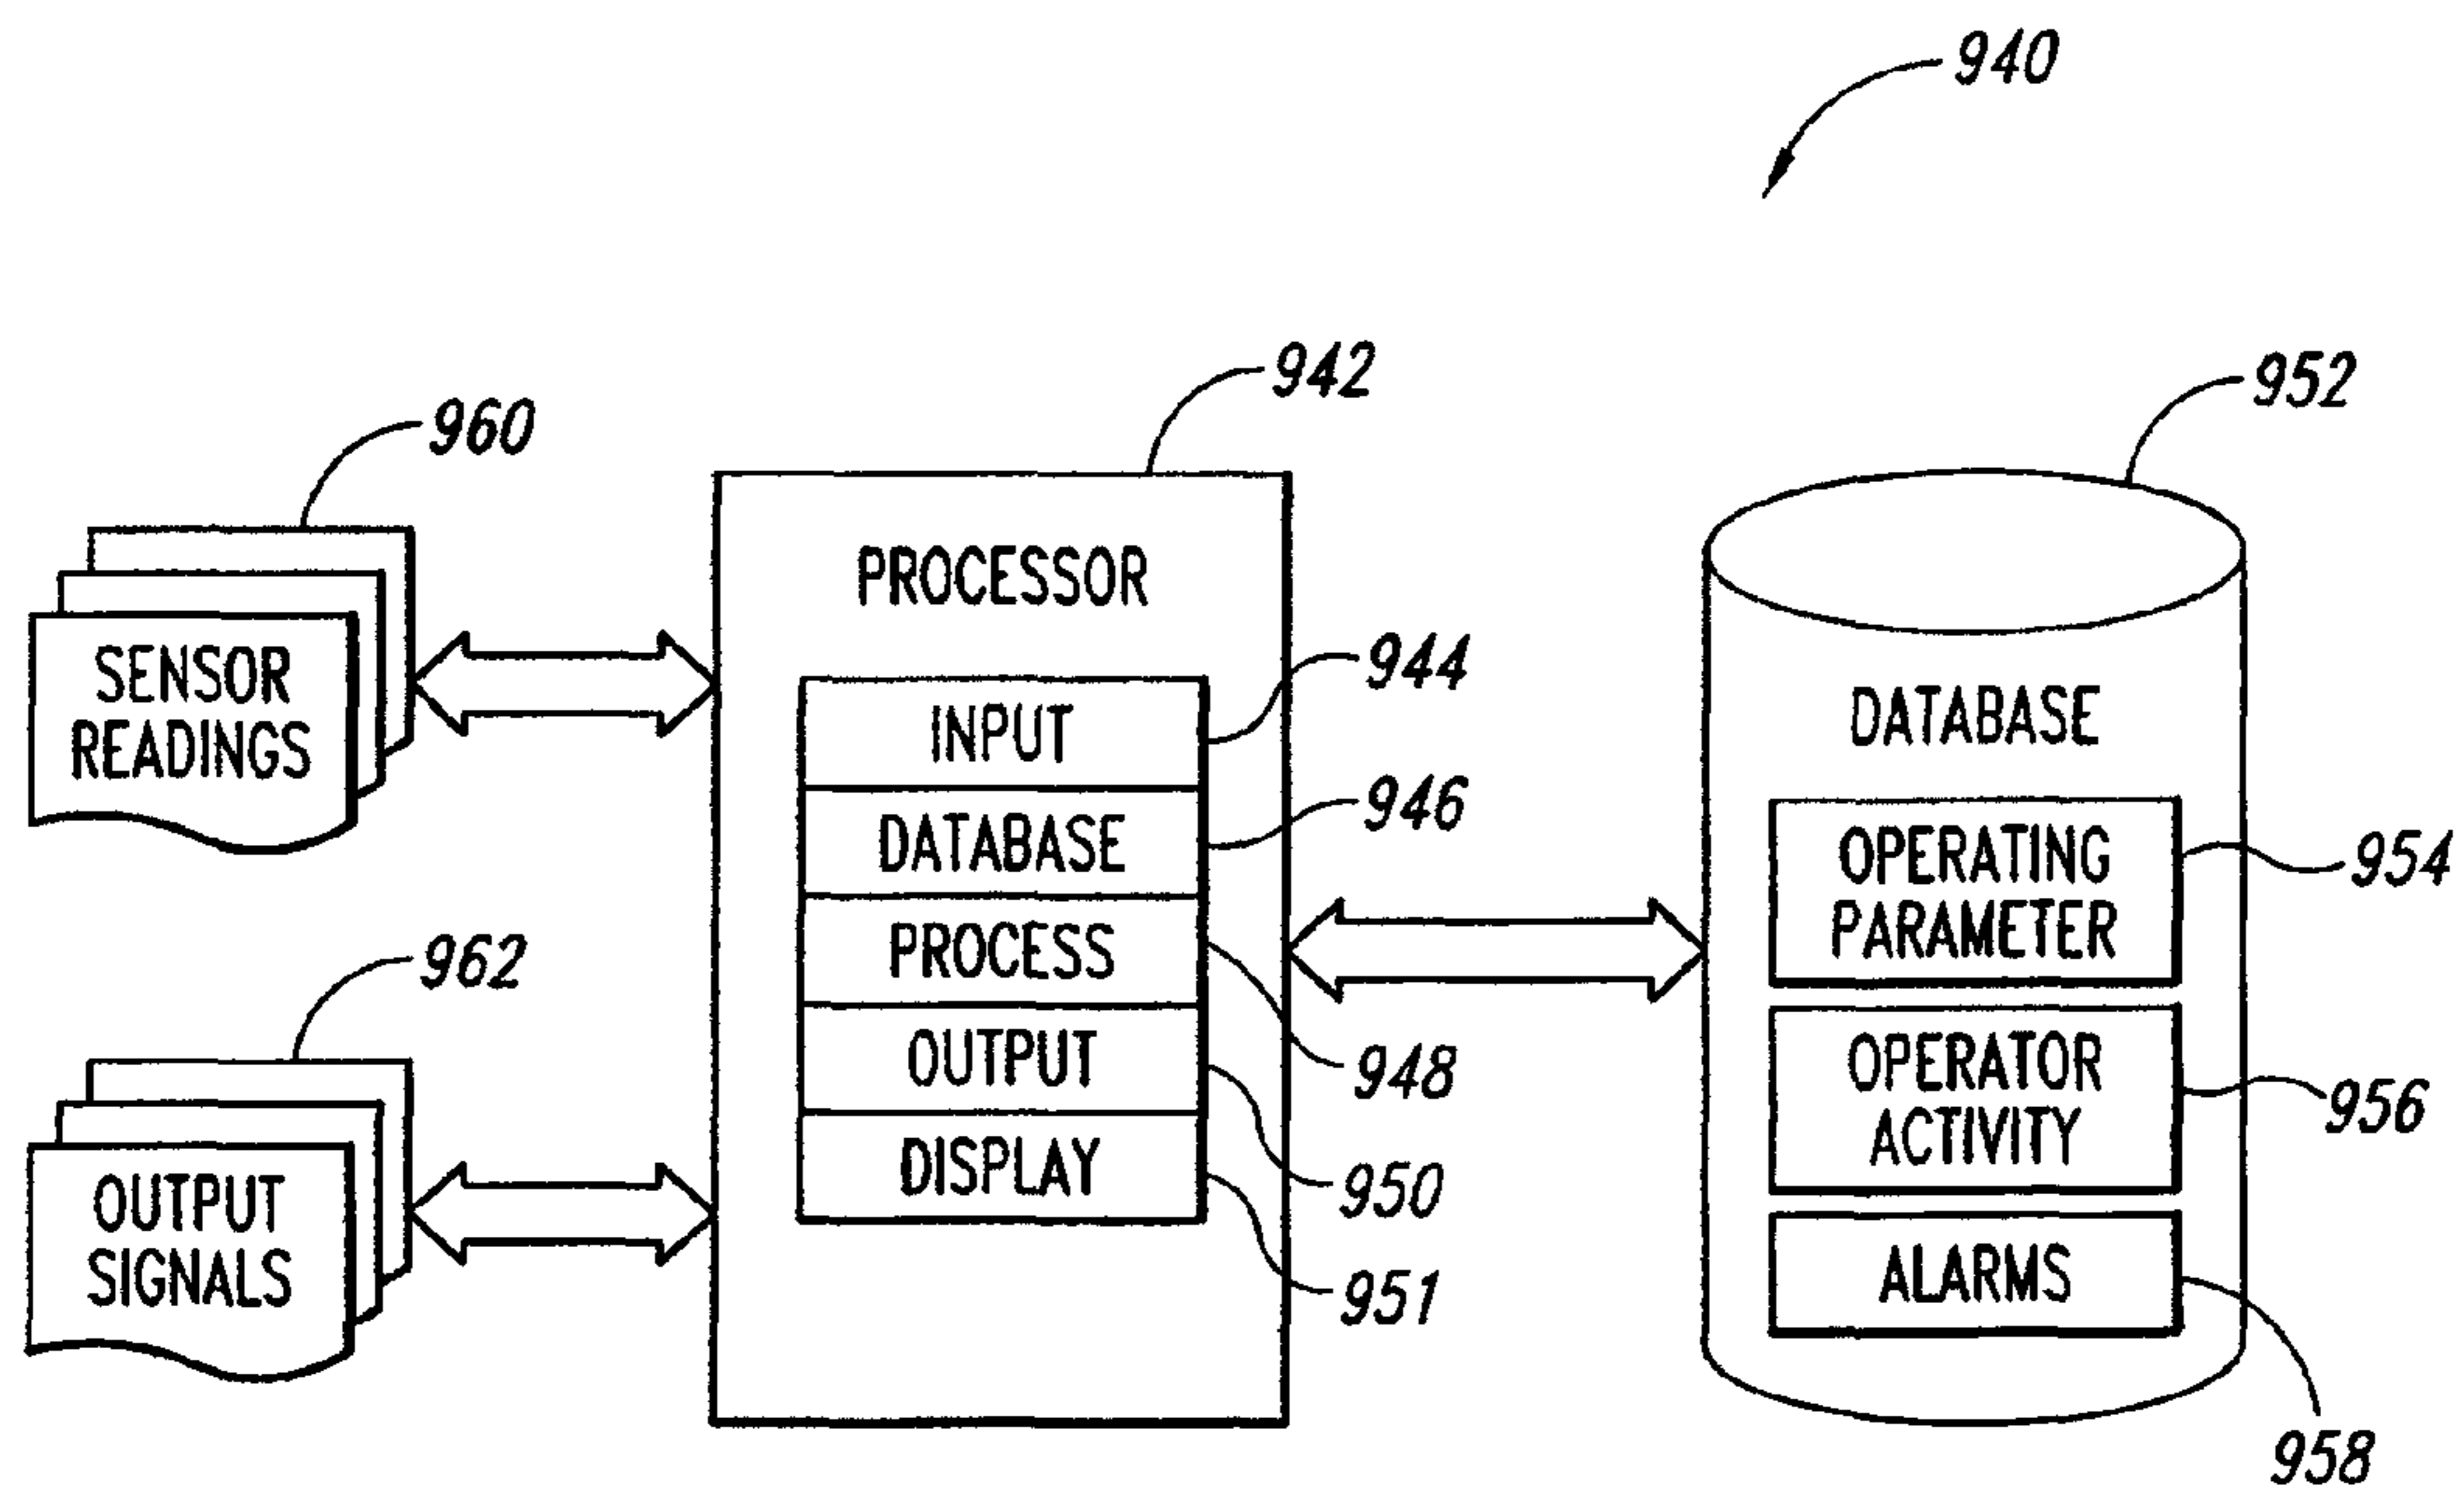 940
942
952
960
PROCESSOR
SENSOR
READINGS
944
INPUT
DATABASE
946
DATABASE
OPERATING
PARAMETER
954
PROCESS
962
948
OUTPUT
OPERATOR
ACTIVITY
956
950
DISPLAY
OUTPUT
SIGNALS
951
ALARMS
958